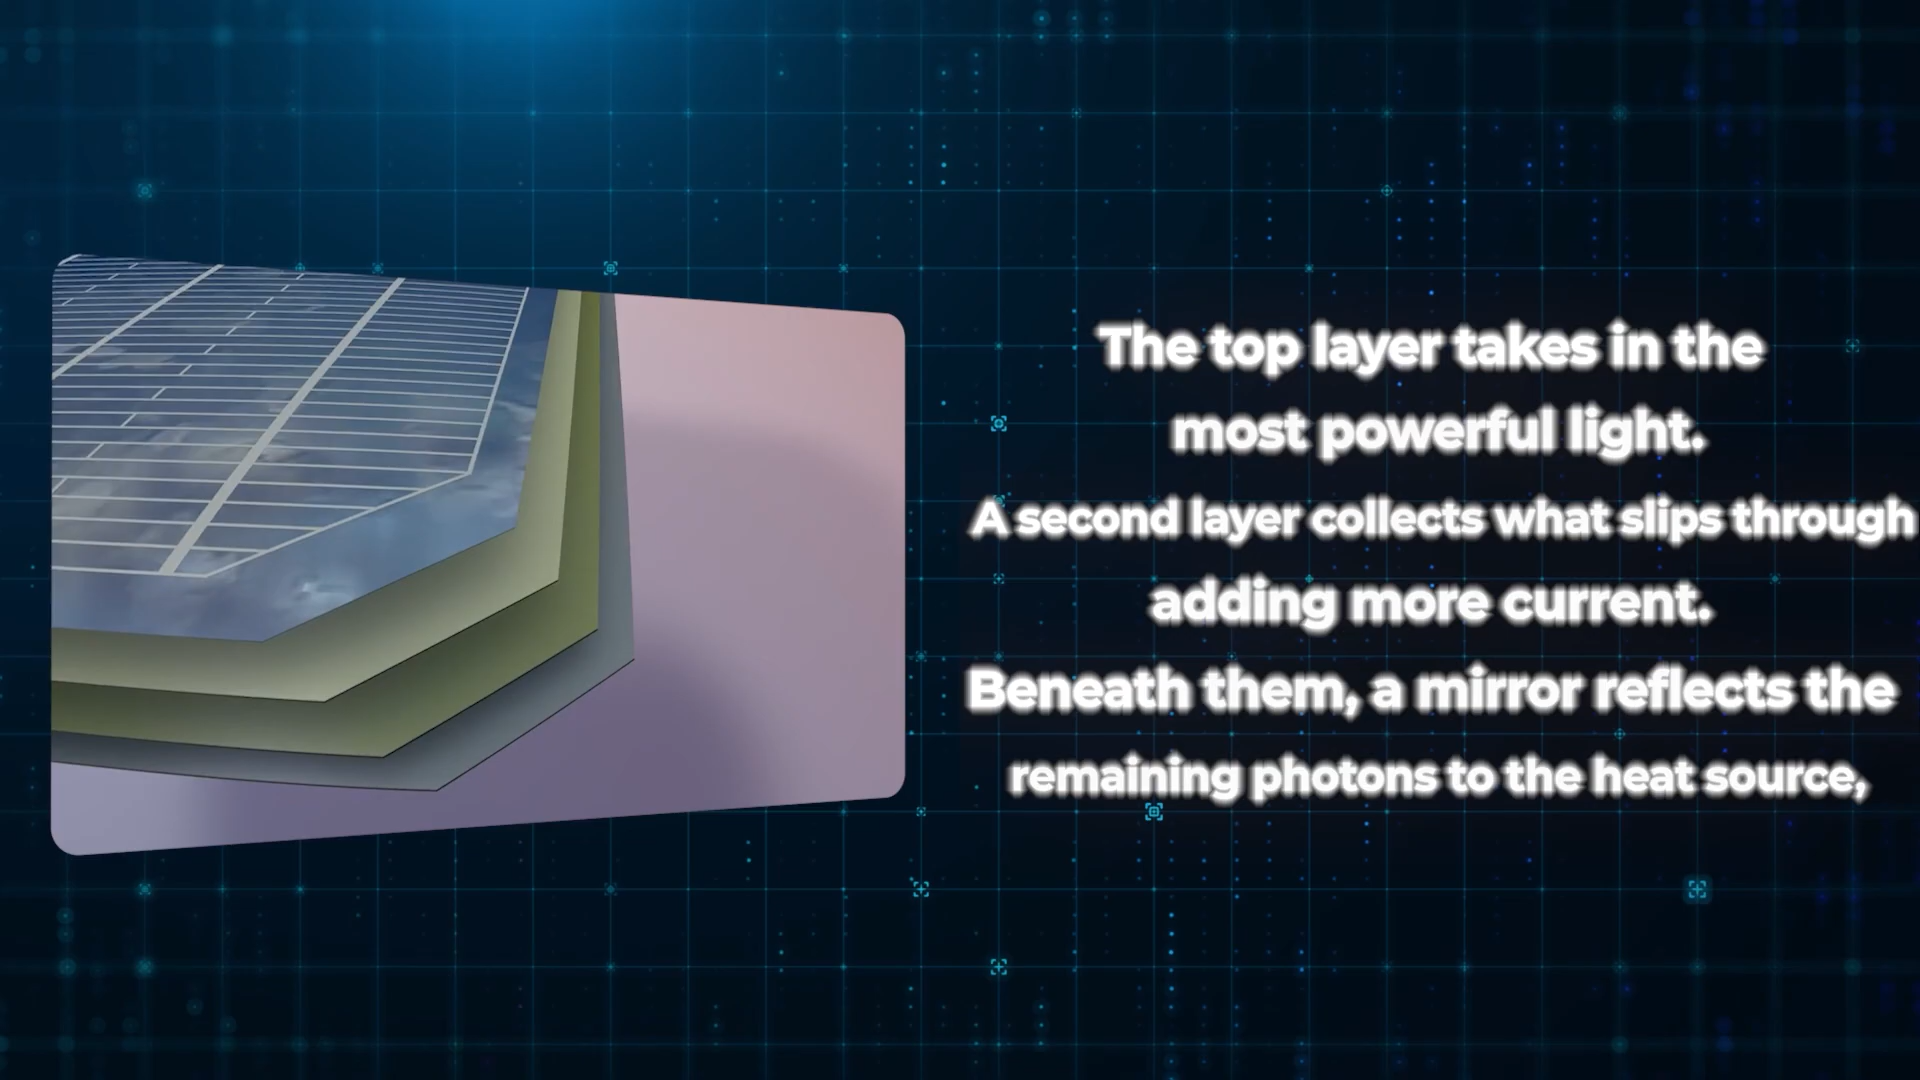 The top layer takes in the
most powerful light.
A second layer collects what slips through
adding more current.
Beneath them, a mirror reflects the
remaining photons to the heat source,